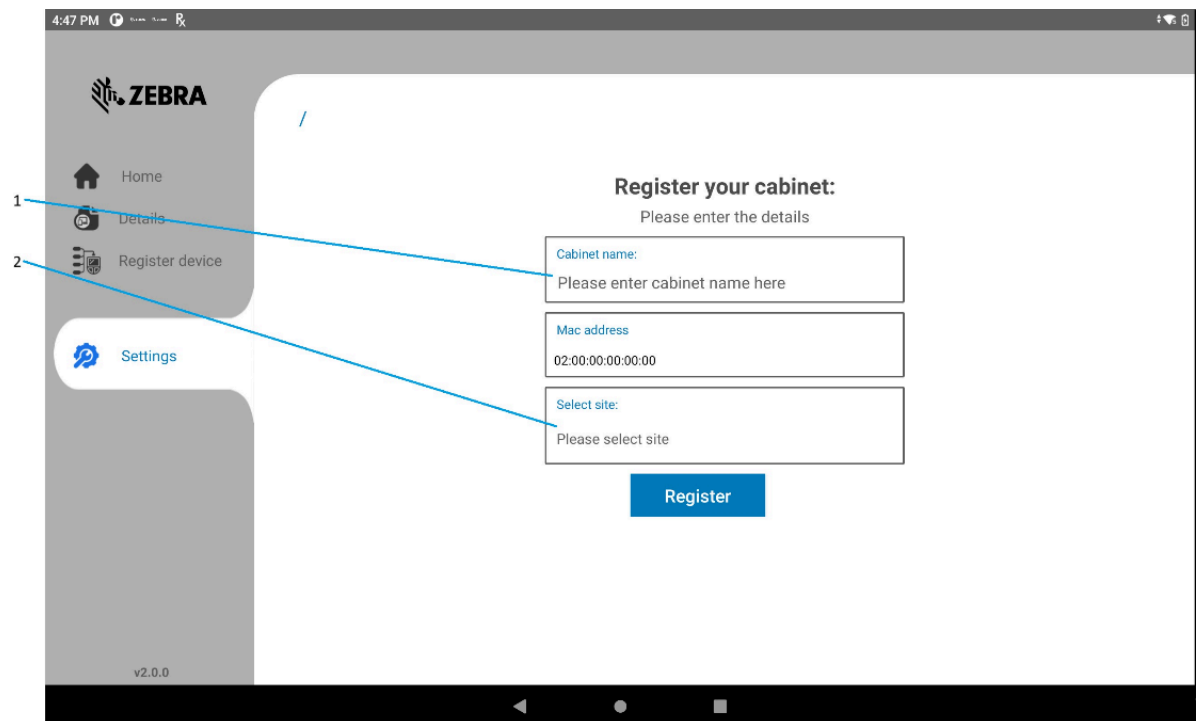 4:47 PM
ZEBRA
/
Home
1
Details
2
Register device
Settings
v2.0.0
Register your cabinet:
Please enter the details
Cabinet name:
Please enter cabinet name here
Mac address
02:00:00:00:00:00
Select site:
Please select site
Register